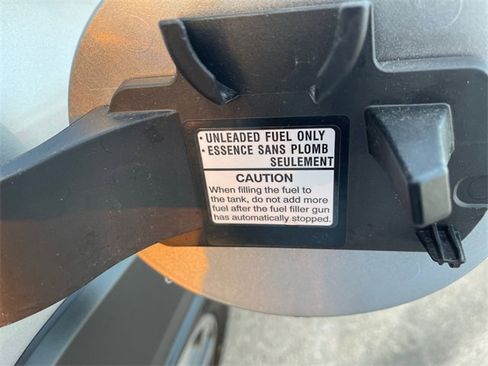 • UNLEADED FUEL ONLY
• ESSENCE SANS PLOMB
SEULEMENT
CAUTION
When filling the fuel to
the tank, do not add more
fuel after the fuel filler gun
has automatically stopped.